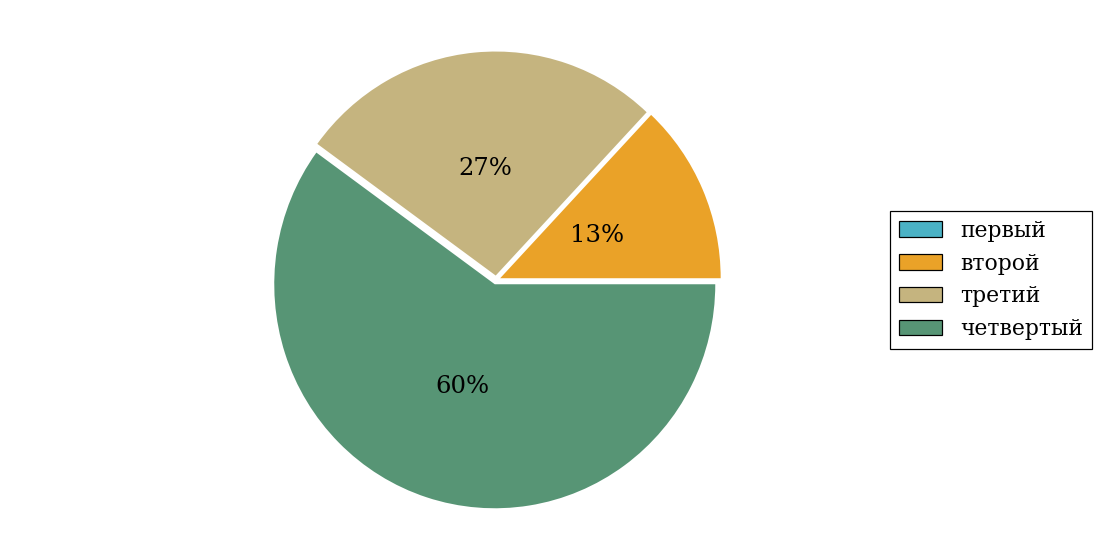 27%
13%
60%
первый
второй
третий
четвертый